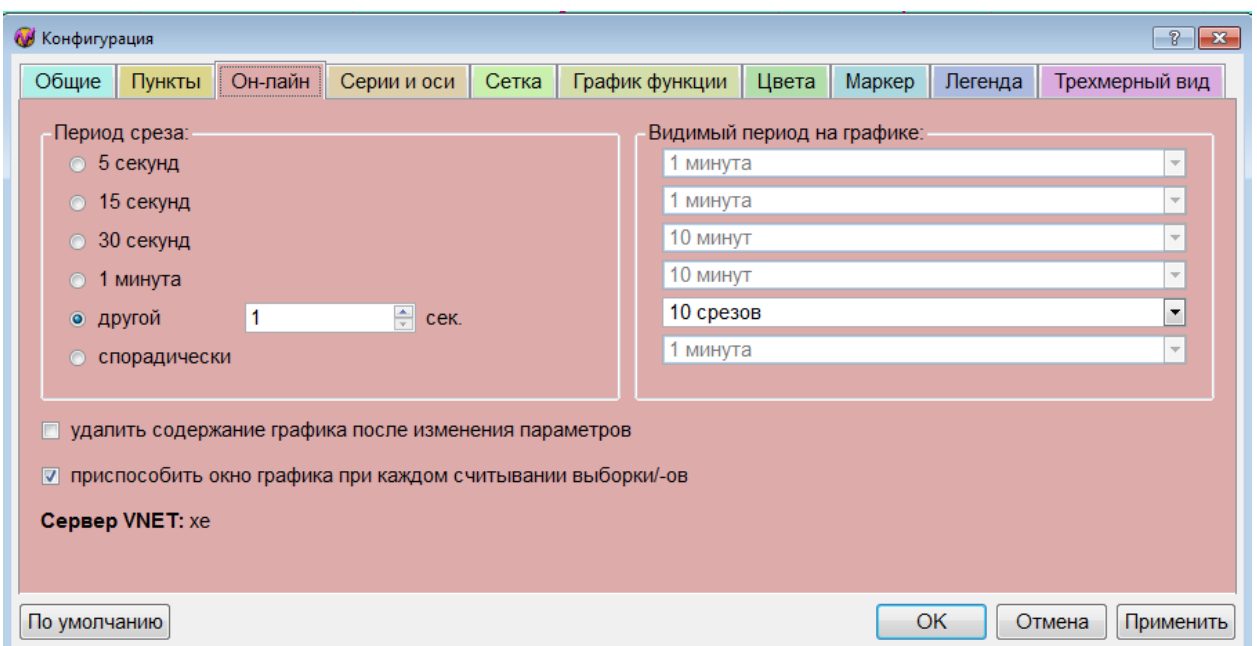 Конфигурация
Общие Пункты Он-лайн Серии и оси Сетка График функции Цвета Маркер Легенда Трехмерный вид
Период среза:
5 секунд
15 секунд
30 секунд
1 минута
другой 1 сек.
спорадически
Видимый период на графике:
1 минута
1 минута
10 минут
10 минут
10 срезов
1 минута
удалить содержание графика после изменения параметров
приспособить окно графика при каждом считывании выборки/-ов
Сервер VNET: xe
По умолчанию OK Отмена Применить